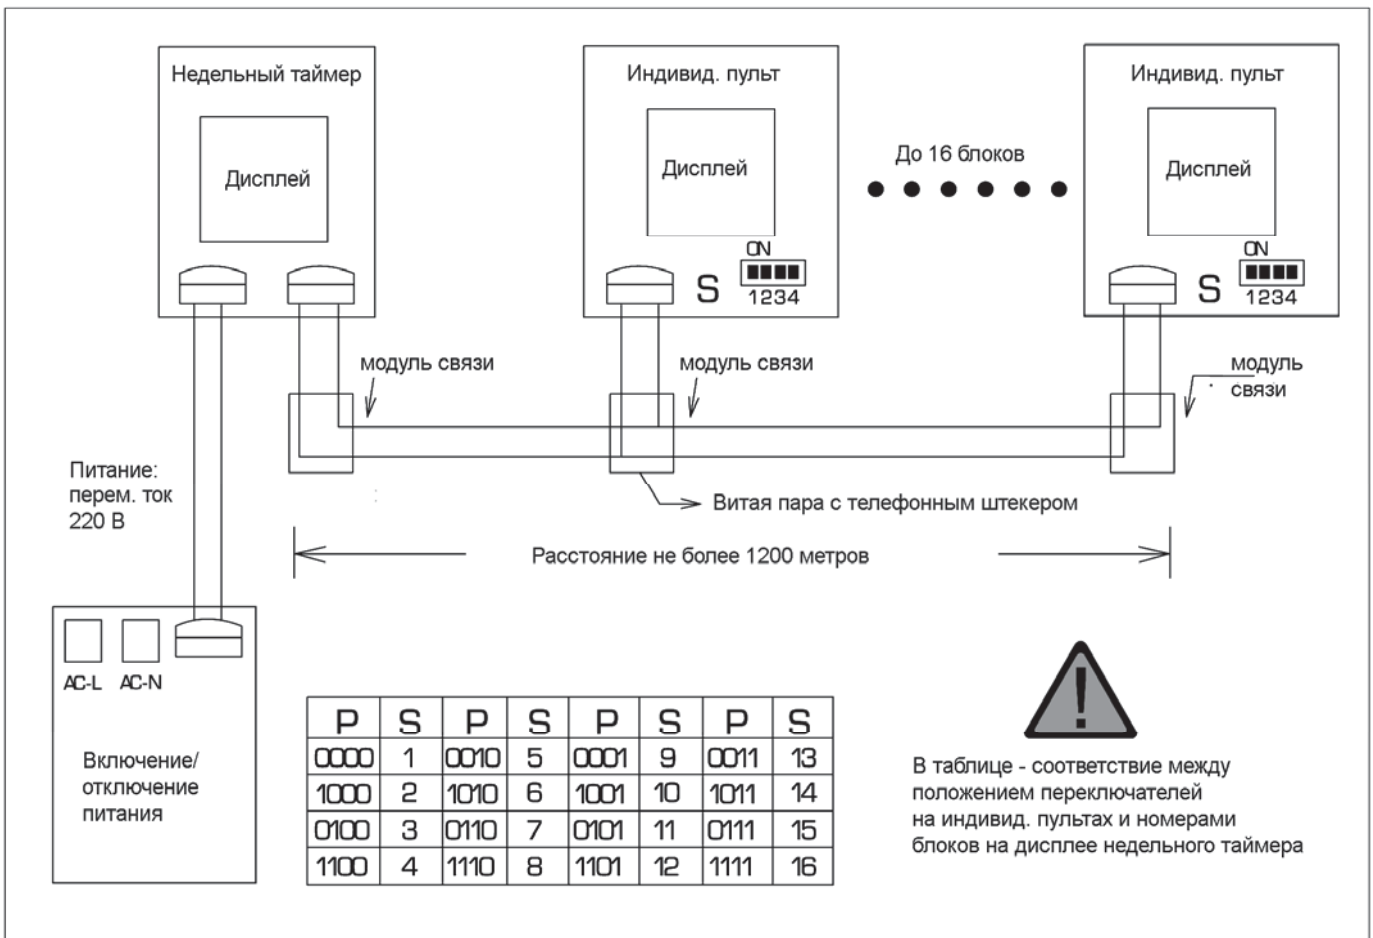 Недельный таймер
Дисплей
Индивид. пульт
Дисплей
ON
S
1234
До 16 блоков
Индивид. пульт
Дисплей
ON
S
1234
модуль связи
модуль связи
модуль
связи
Питание:
перем. ток
220 В
Витая пара с телефонным штекером
Расстояние не более 1200 метров
AC-L AC-N
Включение/
отключение
питания
P S P S P S P S
0000 1 0010 5 0001 9 0011 13
1000 2 1010 6 1001 10 1011 14
0100 3 0110 7 0101 11 0111 15
1100 4 1110 8 1101 12 1111 16
!
В таблице - соответствие между
положением переключателей
на индивид. пультах и номерами
блоков на дисплее недельного таймера